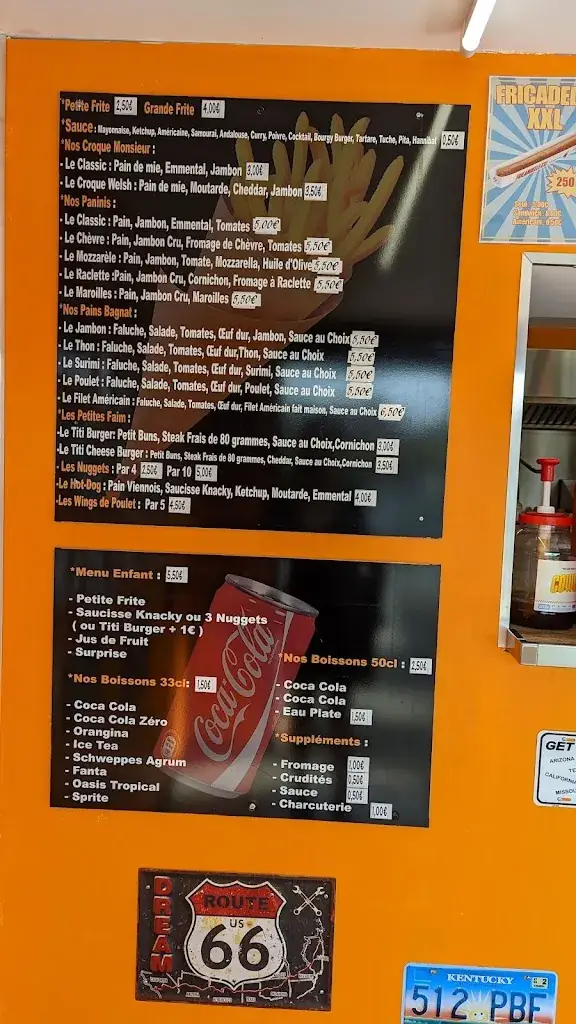 *Petite Frite 2,50€ Grande Frite 4,00€
*Sauce : Mayonnaise, Ketchup, Américaine, Samouraï, Andalouse, Curry, Poivre, Cocktail, Bourgy Burger, Tartare, Tuche, Pita, Hannibal 0,50€
*Nos Croque Monsieur :
- Le Classic : Pain de mie, Emmental, Jambon 3,00€
- Le Croque Welsh : Pain de mie, Moutarde, Cheddar, Jambon 3,50€
*Nos Paninis :
- Le Classic : Pain, Jambon, Emmental, Tomates 5,00€
- Le Chèvre : Pain, Jambon Cru, Fromage de Chèvre, Tomates 5,50€
- Le Mozzarèle : Pain, Jambon, Tomate, Mozzarella, Huile d'Olive 5,50€
- Le Raclette :Pain, Jambon Cru, Cornichon, Fromage à Raclette 5,50€
- Le Maroilles : Pain, Jambon Cru, Maroilles 5,50€
*Nos Pains Bagnat :
- Le Jambon : Faluche, Salade, Tomates, Œuf dur, Jambon, Sauce au Choix 5,50€
- Le Thon : Faluche, Salade, Tomates, Œuf dur,Thon, Sauce au Choix 5,50€
- Le Surimi : Faluche, Salade, Tomates, Œuf dur, Surimi, Sauce au Choix 5,50€
- Le Poulet : Faluche, Salade, Tomates, Œuf dur, Poulet, Sauce au Choix 5,50€
- Le Filet Américain : Faluche, Salade, Tomates, Œuf dur, Filet Américain fait maison, Sauce au Choix 6,50€
*Les Petites Faim :
-Le Titi Burger: Petit Buns, Steak Frais de 80 grammes, Sauce au Choix,Cornichon 3,00€
-Le Titi Cheese Burger : Petit Buns, Steak Frais de 80 grammes, Cheddar, Sauce au Choix,Cornichon 3,50€
- Les Nuggets : Par 4 2,50€ Par 10 5,00€
-Le Hot-Dog : Pain Viennois, Saucisse Knacky, Ketchup, Moutarde, Emmental 4,00€
-Les Wings de Poulet : Par 5 4,50€
*Menu Enfant : 5,50€
- Petite Frite
- Saucisse Knacky ou 3 Nuggets
( ou Titi Burger + 1€ )
- Jus de Fruit
- Surprise
*Nos Boissons 33cl: 1,50€
- Coca Cola
- Coca Cola Zéro
- Orangina
- Ice Tea
- Schweppes Agrum
- Fanta
- Oasis Tropical
- Sprite
Coca-Cola
*Nos Boissons 50cl : 2,50€
- Coca Cola
- Coca Cola
- Eau Plate 1,50€
*Suppléments :
- Fromage 1,00€
- Crudités 0,50€
- Sauce 0,50€
- Charcuterie 1,00€
FRICADEL
XXL
250
GET
ARIZONA
CALIFORNIA
MISSOU
DREAM
ROUTE
US
66
KENTUCKY
512 PBF